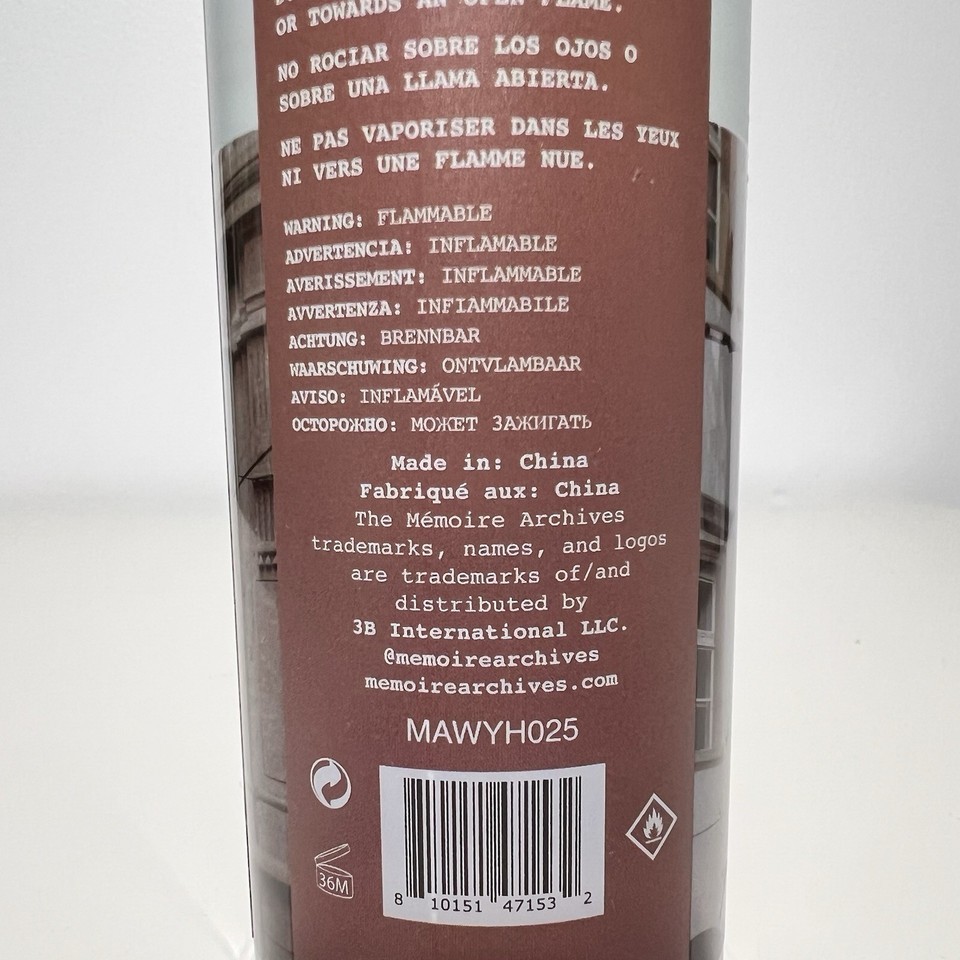 OR TOWARDS AN OPEN FLAME.
NO ROCIAR SOBRE LOS OJOS O
SOBRE UNA LLAMA ABIERTA.
NE PAS VAPORISER DANS LES YEUX
NI VERS UNE FLAMME NUE.
WARNING: FLAMMABLE
ADVERTENCIA: INFLAMABLE
AVERISSEMENT: INFLAMMABLE
AVVERTENZA: INFIAMMABILE
ACHTUNG: BRENNBAR
WAARSCHUWING: ONTVLAMBAAR
AVISO: INFLAMÁVEL
ОСТОРОЖНО: МОЖЕТ ЗАЖИГАТЬ
Made in: China
Fabriqué aux: China
The Mémoire Archives
trademarks, names, and logos
are trademarks of/and
distributed by
3B International LLC.
@memoirearchives
memoirearchives.com
MAWYH025
36M
8 10151 47153 2